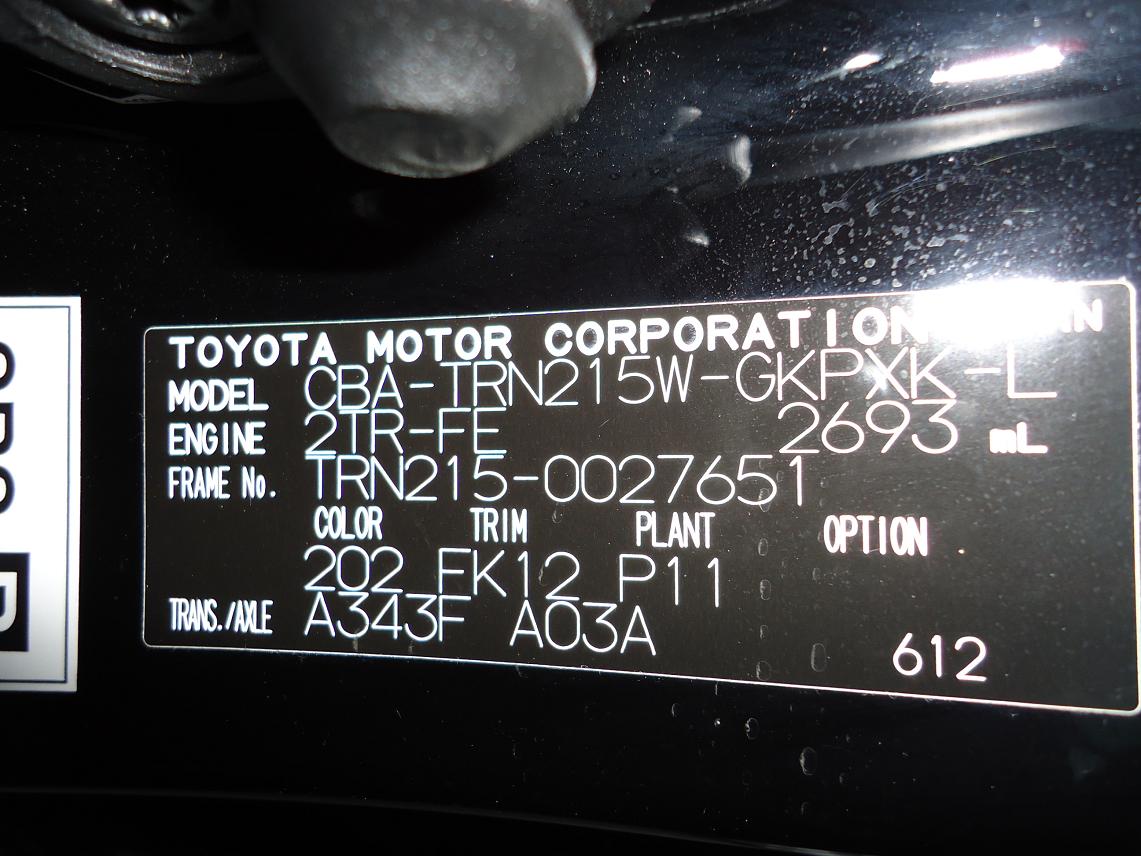 TOYOTA MOTOR CORPORATION
MODEL CBA-TRN215W-GKPXK-L
ENGINE 2TR-FE 2693 mL
FRAME No. TRN215-0027651
COLOR TRIM PLANT OPTION
202 FK12 P11
TRANS./AXLE A343F A03A
612